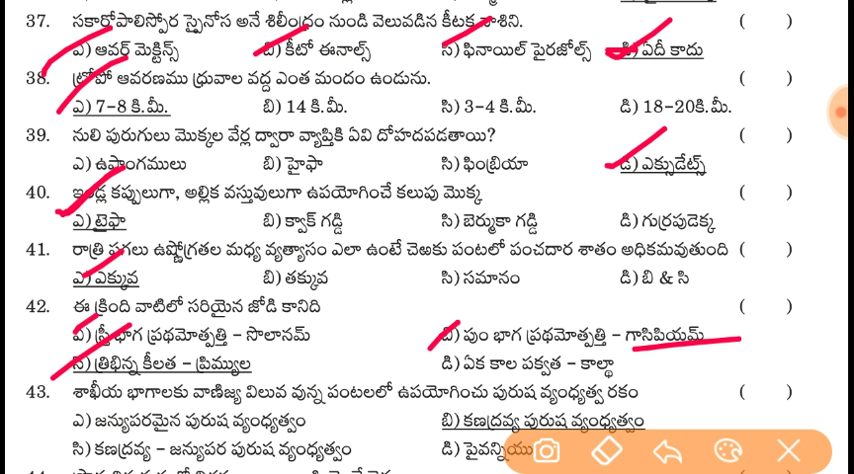 37. సకారోపాలిస్పోర స్పైనోస అనే శిలీంధ్రం నుండి వెలువడిన కీటక నాశిని. ( )
ఎ) ఆవర్ మెక్టిన్స్ బి) కీటో ఈనాల్స్ సి) ఫినాయిల్ పైరజోల్స్ డి) ఏదీ కాదు
38. ట్రోపో ఆవరణము ధ్రువాల వద్ద ఎంత మందం ఉండును. ( )
ఎ) 7-8 కి.మీ. బి) 14 కి.మీ. సి) 3-4 కి.మీ. డి) 18-20కి.మీ.
39. నులి పురుగులు మొక్కల వేర్ల ద్వారా వ్యాప్తికి ఏవి దోహదపడతాయి? ( )
ఎ) ఉపాంగములు బి) హైఫా సి) ఫింబ్రియా డి) ఎక్సుడేట్స్
40. ఇండ్ల కప్పులుగా, అల్లిక వస్తువులుగా ఉపయోగించే కలుపు మొక్క ( )
ఎ) టైఫా బి) క్వాక్ గడ్డి సి) బెర్ముకా గడ్డి డి) గుర్రపుడెక్క
41. రాత్రి పగలు ఉష్ణోగ్రతల మధ్య వ్యత్యాసం ఎలా ఉంటే చెఱకు పంటలో పంచదార శాతం అధికమవుతుంది ( )
ఎ) ఎక్కువ బి) తక్కువ సి) సమానం డి) బి & సి
42. ఈ క్రింది వాటిలో సరియైన జోడి కానిది ( )
ఎ) స్త్రీ భాగ ప్రథమోత్పత్తి - సొలానమ్ బి) పుం భాగ ప్రథమోత్పత్తి - గాసిపియమ్
సి) త్రిభిన్న కీలత - ప్రిమ్యుల డి) ఏక కాల పక్వత - కాల్థా
43. శాఖీయ భాగాలకు వాణిజ్య విలువ వున్న పంటలలో ఉపయోగించు పురుష వ్యంధ్యత్వ రకం ( )
ఎ) జన్యుపరమైన పురుష వ్యంధ్యత్వం బి) కణద్రవ్య పురుష వ్యంధ్యత్వం
సి) కణద్రవ్య - జన్యుపర పురుష వ్యంధ్యత్వం డి) పైవన్నియు